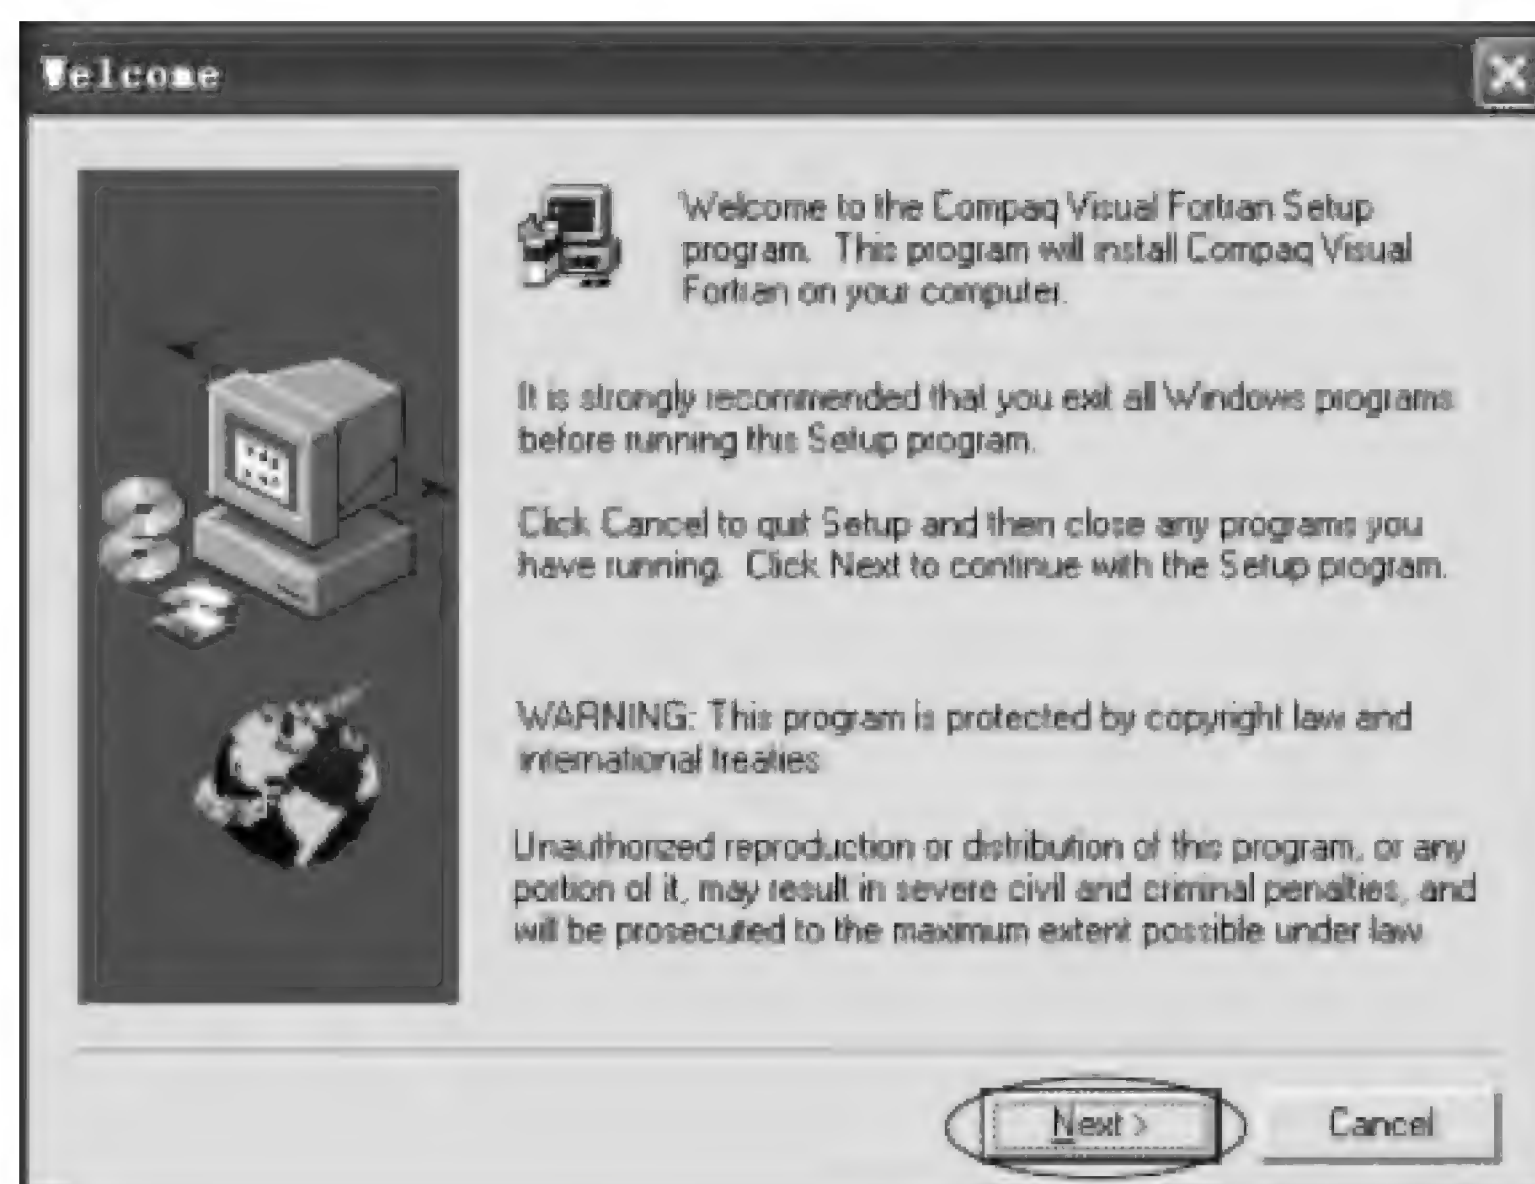 Welcome
Welcome to the Compaq Visual Fortran Setup
program. This program will install Compaq Visual
Fortran on your computer.
It is strongly recommended that you exit all Windows programs
before running this Setup program.
Click Cancel to quit Setup and then close any programs you
have running. Click Next to continue with the Setup program.
WARNING: This program is protected by copyright law and
international treaties.
Unauthorized reproduction or distribution of this program, or any
portion of it, may result in severe civil and criminal penalties, and
will be prosecuted to the maximum extent possible under law.
Next >
Cancel